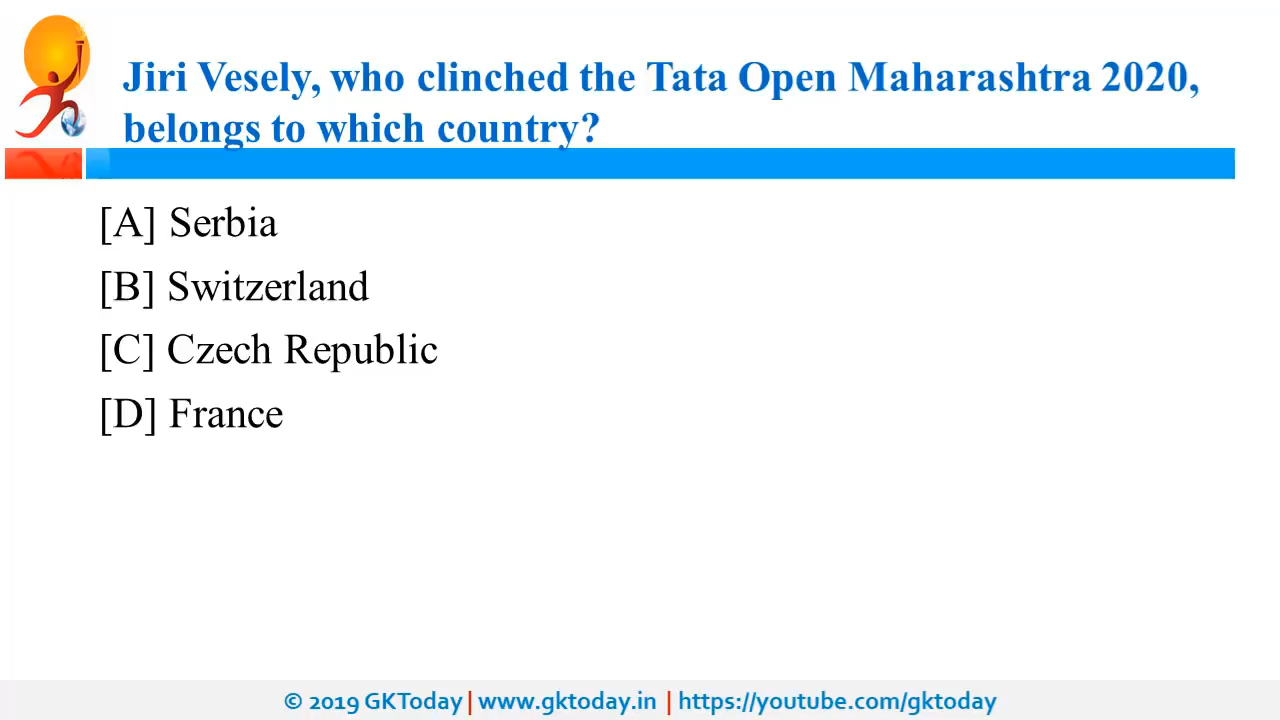 Jiri Vesely, who clinched the Tata Open Maharashtra 2020,
belongs to which country?
[A] Serbia
[B] Switzerland
[C] Czech Republic
[D] France
© 2019 GKToday | www.gktoday.in | https://youtube.com/gktoday